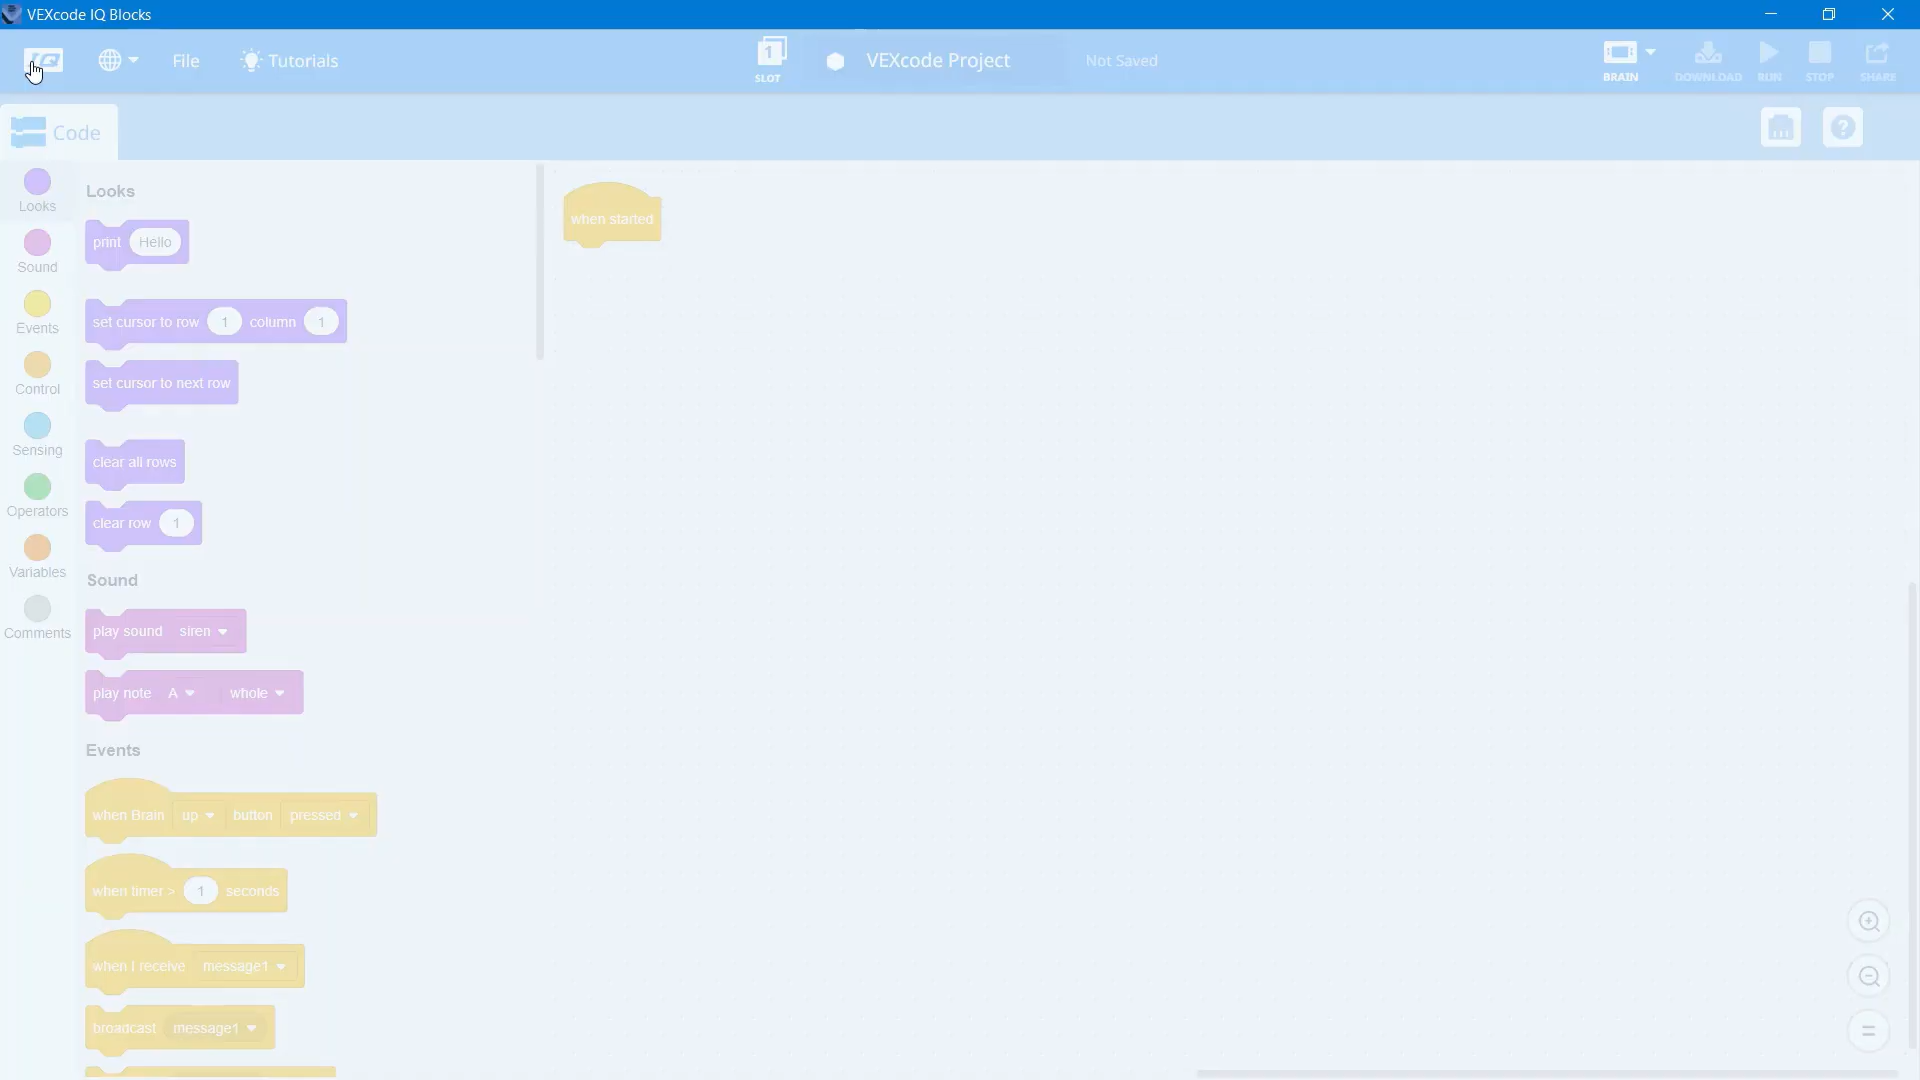 VEXcode IQ Blocks
IQ
File
Tutorials
1
SLOT
VEXcode Project
Not Saved
BRAIN
DOWNLOAD
RUN
STOP
SHARE
Code
?
Looks
Sound
Events
Control
Sensing
Operators
Variables
Comments
Looks
print Hello
set cursor to row 1 column 1
set cursor to next row
clear all rows
clear row 1
Sound
play sound siren
play note A whole
Events
when Brain up button pressed
when timer > 1 seconds
when I receive message1
broadcast message1
when started